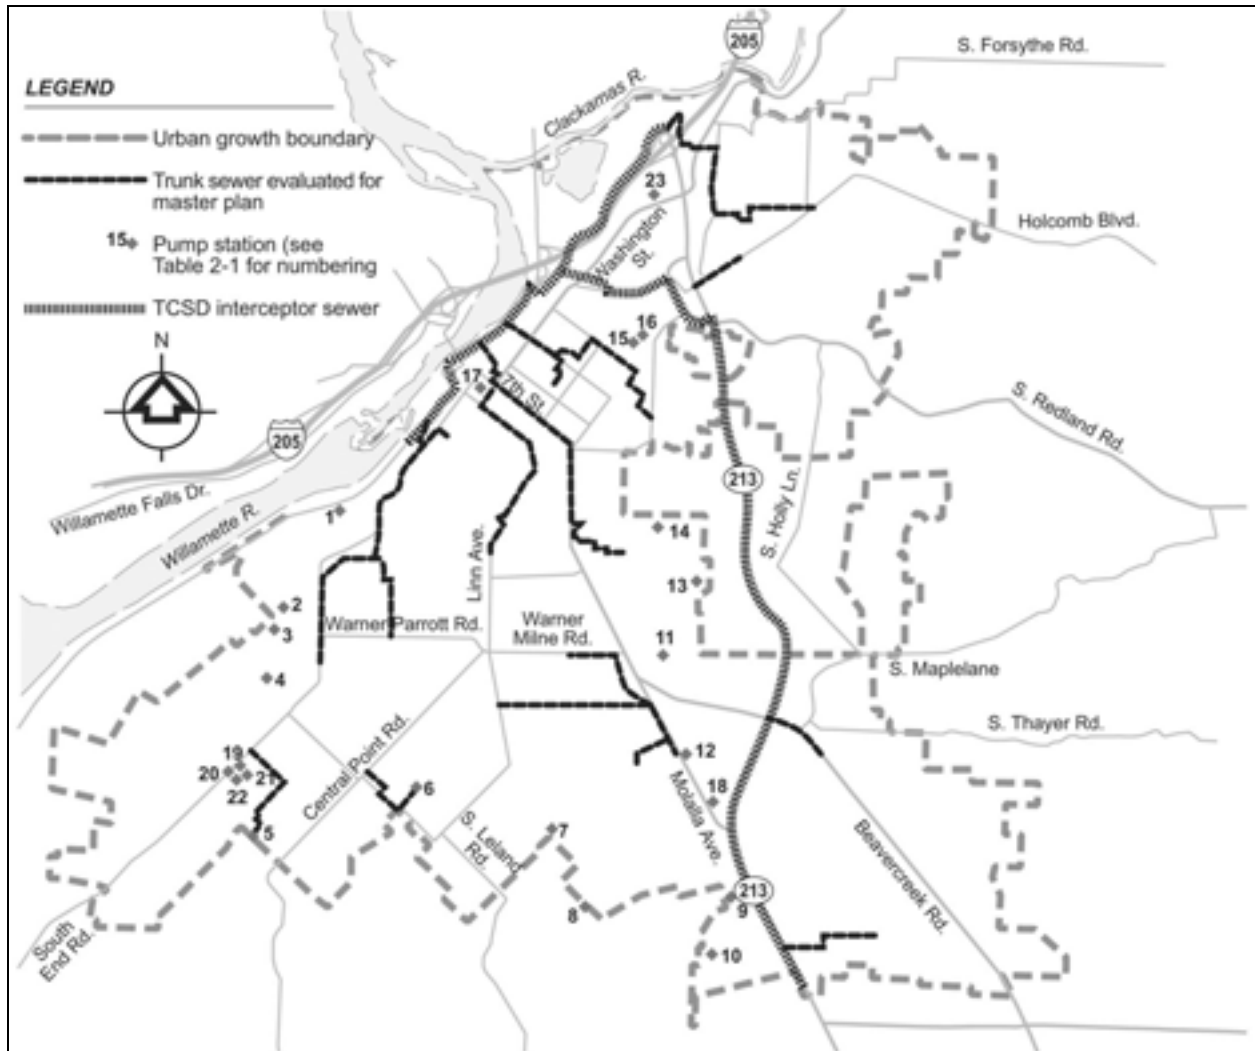 205
S. Forsythe Rd.
LEGEND
Clackamas R.
Urban growth boundary
Trunk sewer evaluated for
master plan
23
15 Pump station (see
Table 2-1 for numbering
Holcomb Blvd.
Washington
St.
TCSD interceptor sewer
N
15
16
17
7th St.
S. Redland Rd.
205
213
Willamette Falls Dr.
S. Holly Ln.
1
14
Willamette R.
Linn Ave.
13
2
3
Warner Parrott Rd.
Warner
Milne Rd.
11
4
S. Maplelane
S. Thayer Rd.
Central Point Rd.
19
12
20
21
22
6
18
Molalla Ave.
5
S. Leland
Rd.
7
Beavercreek Rd.
213
8
9
South
End Rd.
10